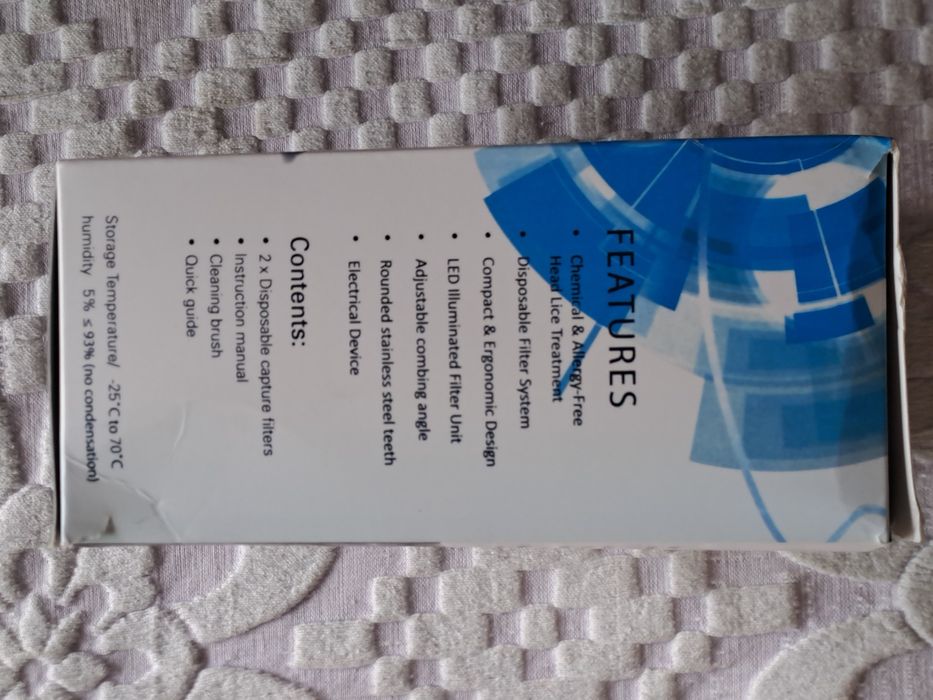 FEATURES
• Chemical & Allergy-Free
Head Lice Treatment
• Disposable Filter System
• Compact & Ergonomic Design
• LED Illuminated Filter Unit
• Adjustable combing angle
• Rounded stainless steel teeth
• Electrical Device
Contents:
• 2 x Disposable capture filters
• Instruction manual
• Cleaning brush
• Quick guide
Storage Temperature/ -25°C to 70°C
humidity 5% ≤ 93% (no condensation)